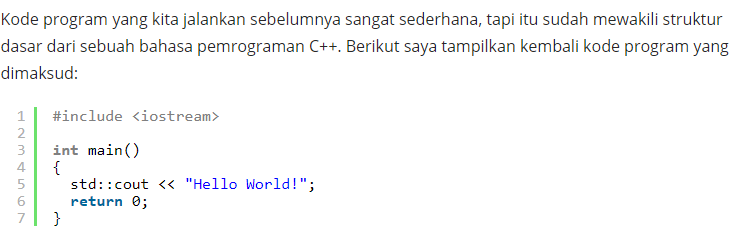 Kode program yang kita jalankan sebelumnya sangat sederhana, tapi itu sudah mewakili struktur
dasar dari sebuah bahasa pemrograman C++. Berikut saya tampilkan kembali kode program yang
dimaksud:
1 #include <iostream>
2
3 int main()
4 {
5   std::cout << "Hello World!";
6   return 0;
7 }